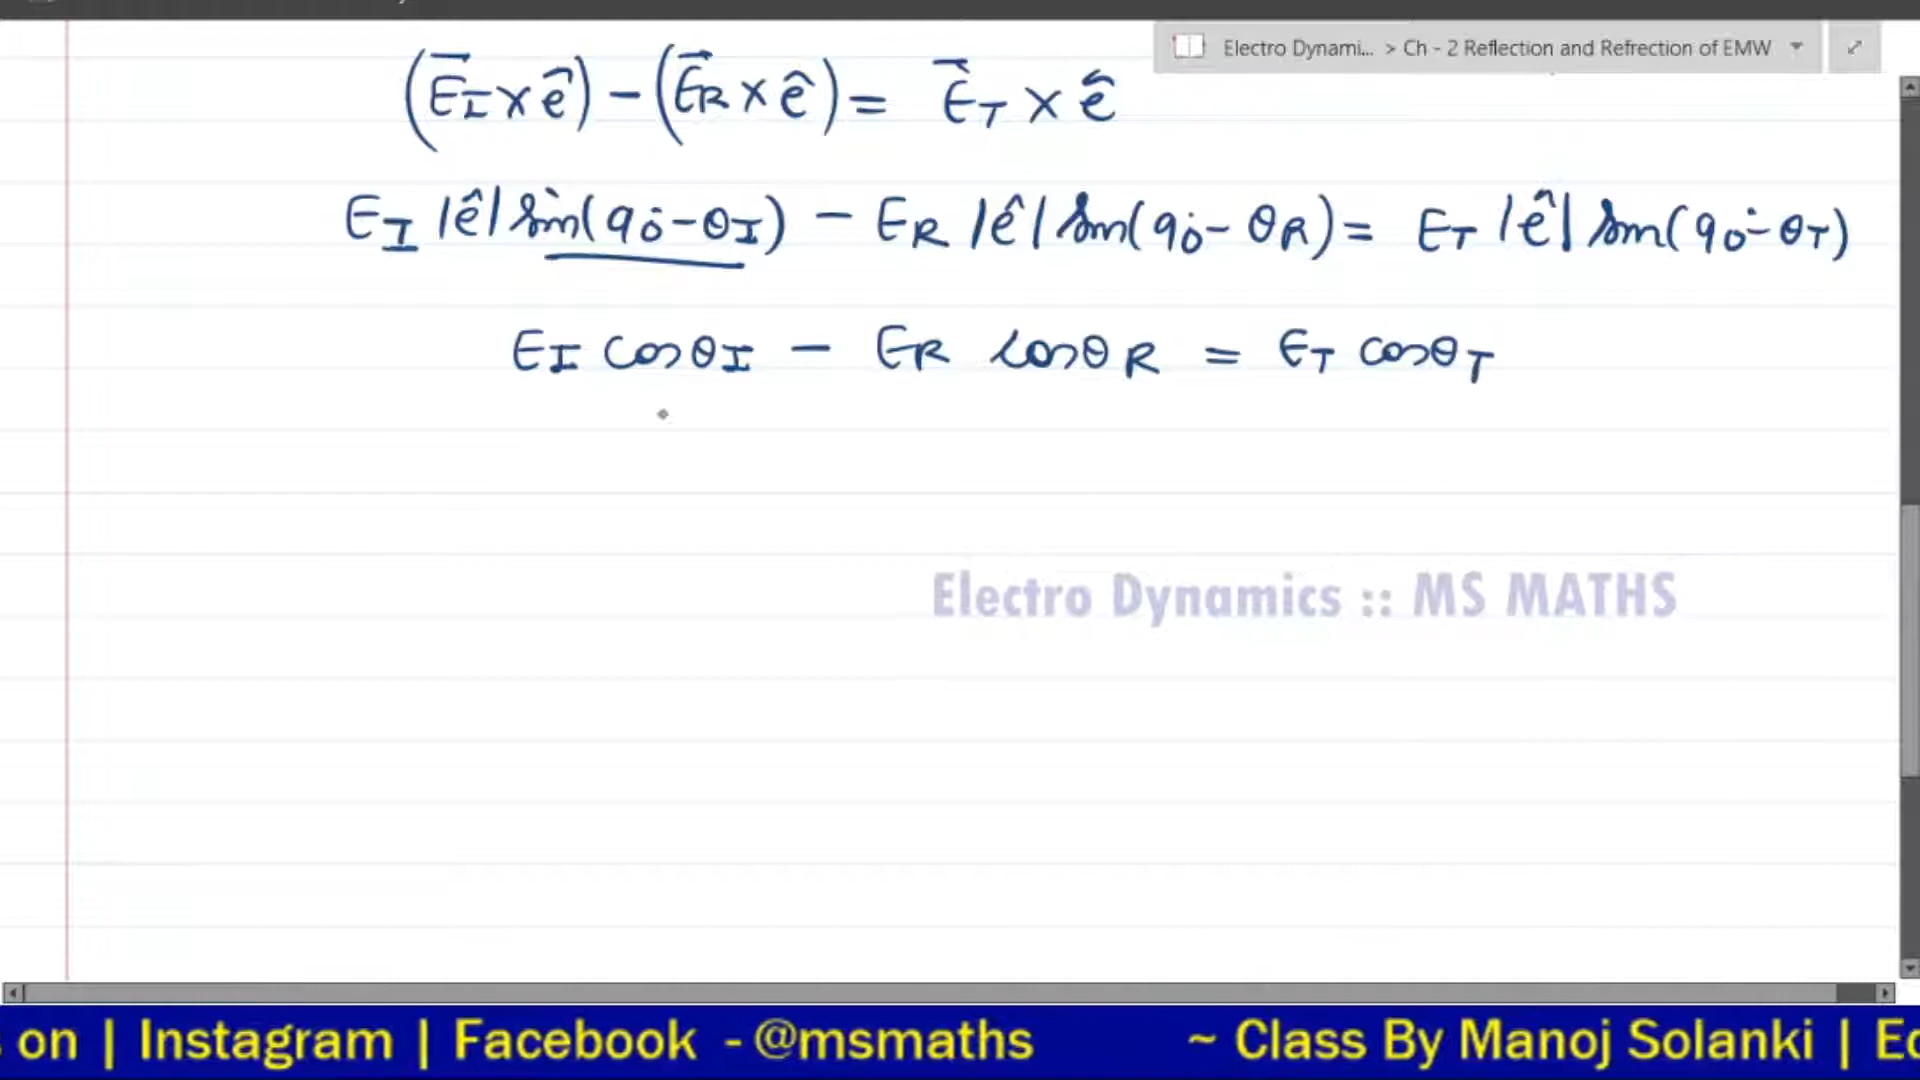 Electro Dynami... > Ch - 2 Reflection and Refrection of EMW
(E⃗I × ê) − (E⃗R × ê) = E⃗T × ê
EI |ê| sin(90° − θI) − ER |ê| sin(90° − θR) = ET |ê| sin(90° − θT)
EI cosθI − ER cosθR = ET cosθT
Electro Dynamics :: MS MATHS
s on | Instagram | Facebook - @msmaths ~ Class By Manoj Solanki | Ed